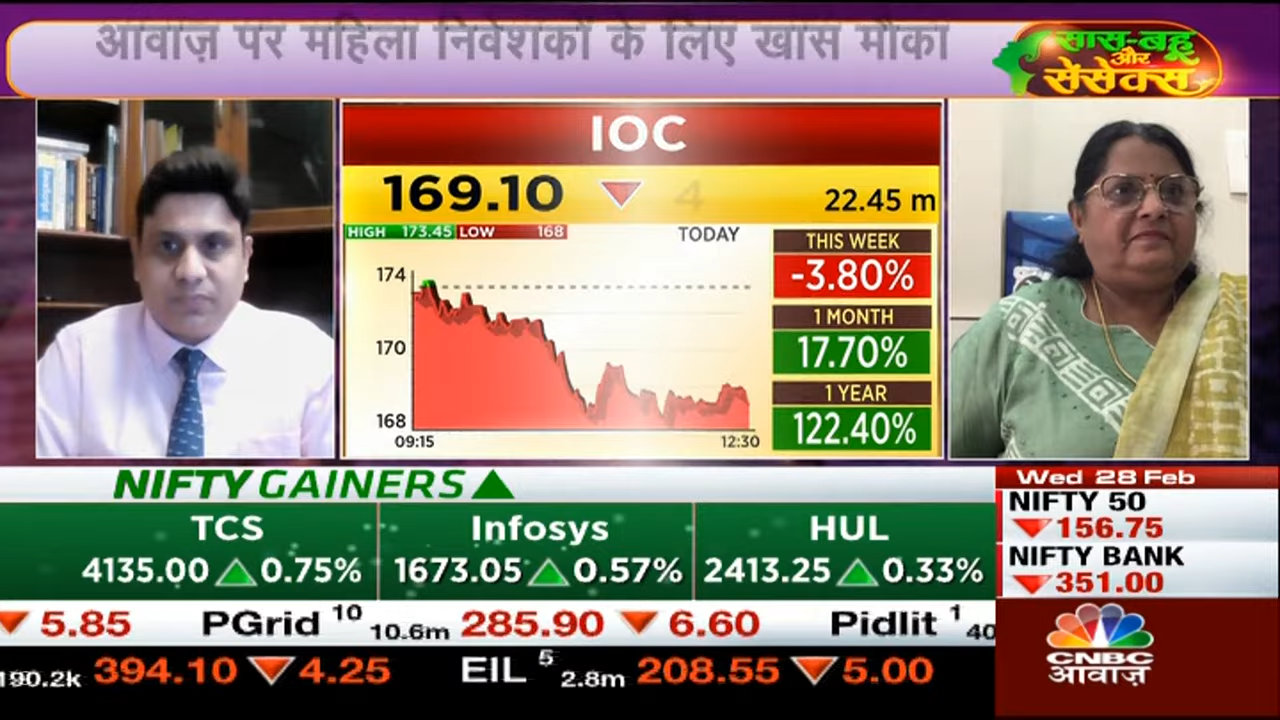 आवाज़ पर महिला निवेशकों के लिए खास मौका
सास-बहू
और
सेंसेक्स
IOC
169.10 4 22.45 m
HIGH 173.45 LOW 168
TODAY
174
170
168
09:15 12:30
THIS WEEK
-3.80%
1 MONTH
17.70%
1 YEAR
122.40%
NIFTY GAINERS
TCS
4135.00 0.75%
Infosys
1673.05 0.57%
HUL
2413.25 0.33%
Wed 28 Feb
NIFTY 50
156.75
NIFTY BANK
351.00
5.85 PGrid 10 10.6m 285.90 6.60 Pidlit 1 40
190.2k 394.10 4.25 EIL 5 2.8m 208.55 5.00
CNBC
आवाज़